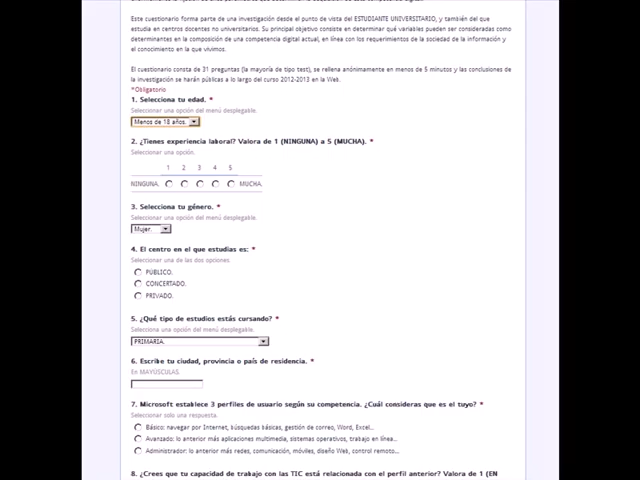 Este cuestionario forma parte de una investigación desde el punto de vista del ESTUDIANTE UNIVERSITARIO, y también del que
estudia en centros docentes no universitarios. Su principal objetivo consiste en determinar qué variables pueden ser consideradas como
determinantes en la composición de una competencia digital actual, en línea con los requerimientos de la sociedad de la información y
el conocimiento en la que vivimos.
El cuestionario consta de 31 preguntas (la mayoría de tipo test), se rellena anónimamente en menos de 5 minutos y las conclusiones de
la investigación se harán públicas a lo largo del curso 2012-2013 en la Web.
*Obligatorio
1. Selecciona tu edad. *
Seleccionar una opción del menú desplegable.
Menos de 18 años.
2. ¿Tienes experiencia laboral? Valora de 1 (NINGUNA) a 5 (MUCHA). *
Seleccionar una opción.
1 2 3 4 5
NINGUNA. MUCHA.
3. Selecciona tu género. *
Seleccionar una opción del menú desplegable.
Mujer.
4. El centro en el que estudias es: *
Seleccionar una de las dos opciones
PÚBLICO.
CONCERTADO.
PRIVADO.
5. ¿Qué tipo de estudios estás cursando? *
Selecciona una opción del menú desplegable.
PRIMARIA.
6. Escribe tu ciudad, provincia o país de residencia. *
En MAYÚSCULAS.
7. Microsoft establece 3 perfiles de usuario según su competencia. ¿Cuál consideras que es el tuyo? *
Seleccionar solo una respuesta.
Básico: navegar por Internet, búsquedas básicas, gestión de correo, Word, Excel...
Avanzado: lo anterior más aplicaciones multimedia, sistemas operativos, trabajo en línea...
Administrador: lo anterior más redes, comunicación, móviles, diseño Web, control remoto...
8. ¿Crees que tu capacidad de trabajo con las TIC está relacionada con el perfil anterior? Valora de 1 (EN